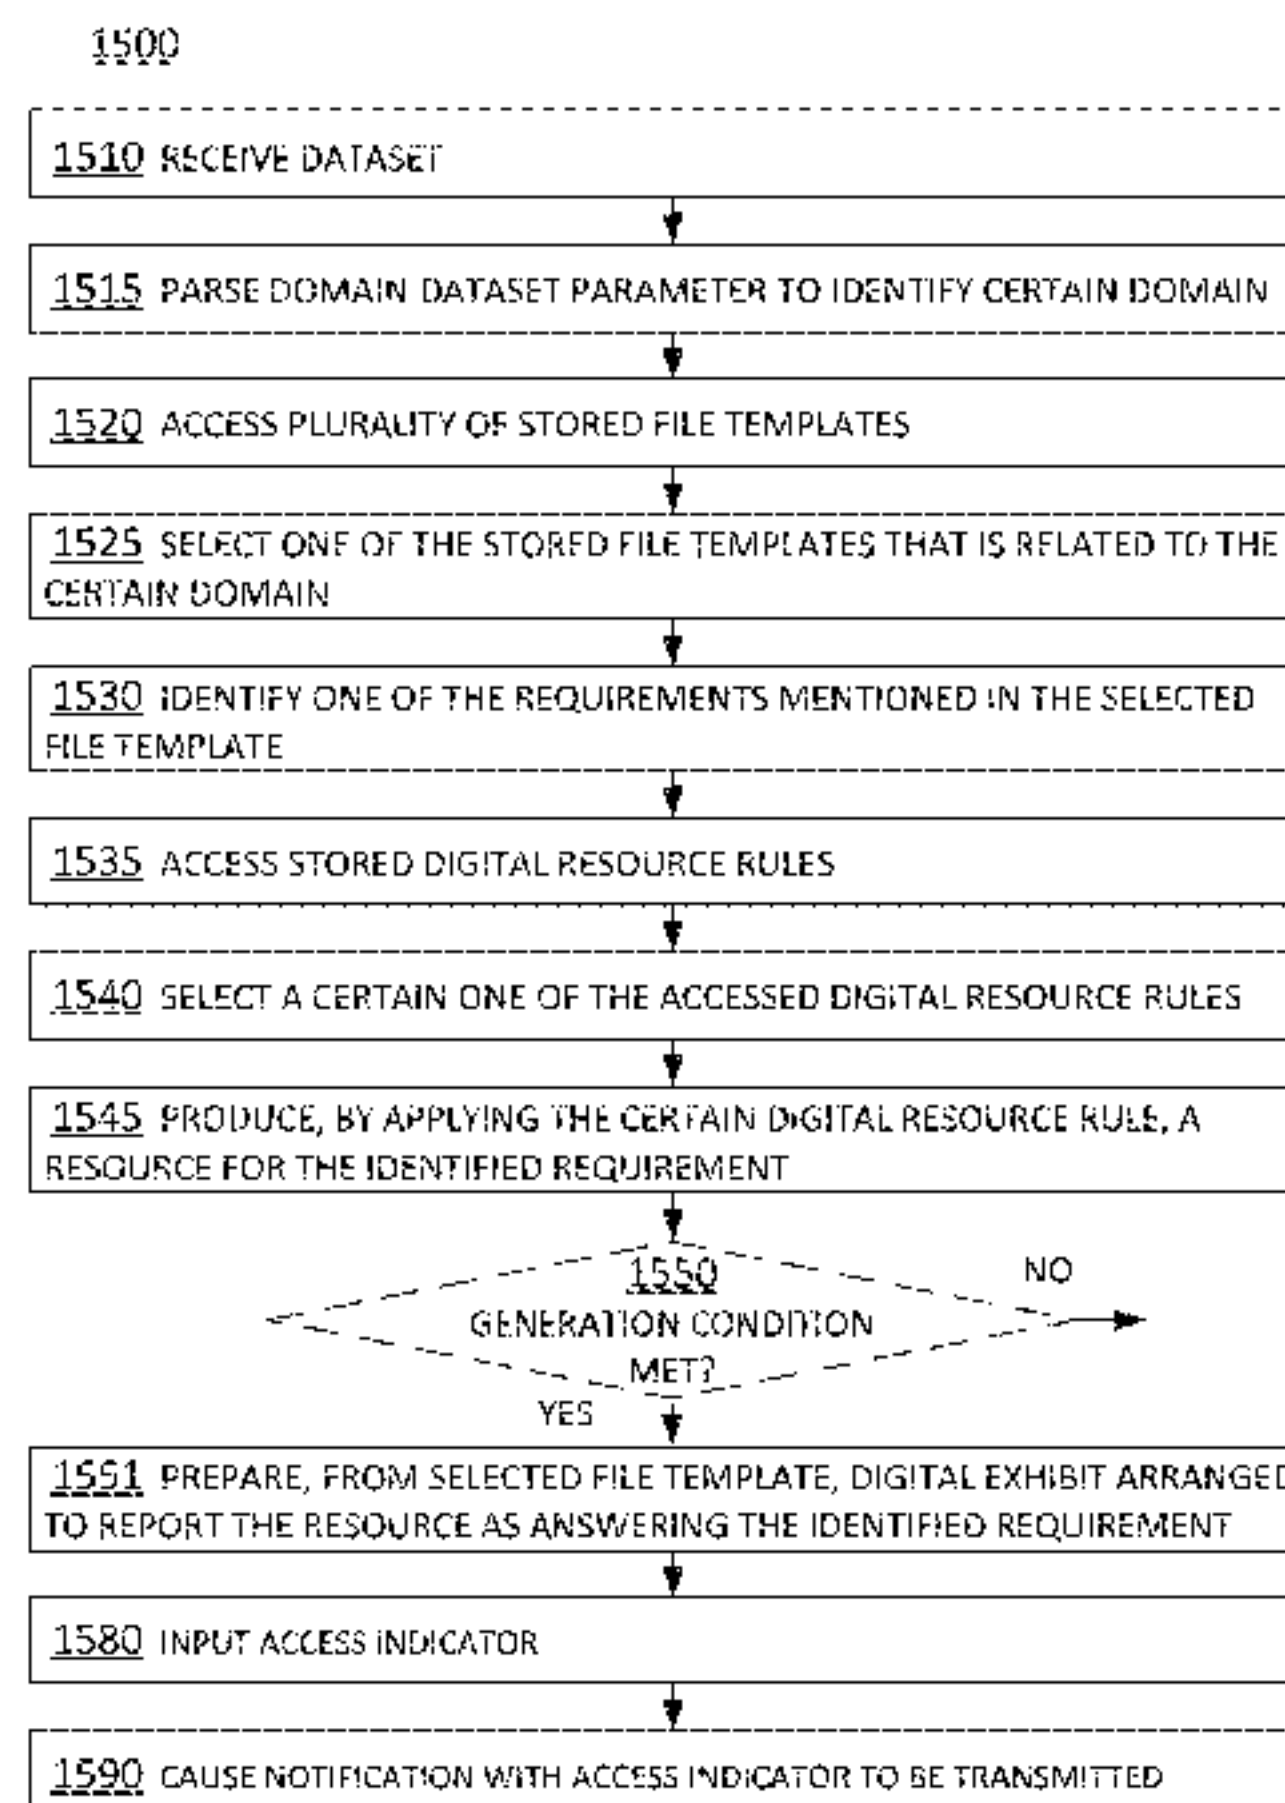 1500
1510 RECEIVE DATASET
1515 PARSE DOMAIN DATASET PARAMETER TO IDENTIFY CERTAIN DOMAIN
1520 ACCESS PLURALITY OF STORED FILE TEMPLATES
1525 SELECT ONE OF THE STORED FILE TEMPLATES THAT IS RELATED TO THE
CERTAIN DOMAIN
1530 IDENTIFY ONE OF THE REQUIREMENTS MENTIONED IN THE SELECTED
FILE TEMPLATE
1535 ACCESS STORED DIGITAL RESOURCE RULES
1540 SELECT A CERTAIN ONE OF THE ACCESSED DIGITAL RESOURCE RULES
1545 PRODUCE, BY APPLYING THE CERTAIN DIGITAL RESOURCE RULE, A
RESOURCE FOR THE IDENTIFIED REQUIREMENT
1550
NO
GENERATION CONDITION
MET?
YES
1551 PREPARE, FROM SELECTED FILE TEMPLATE, DIGITAL EXHIBIT ARRANGED
TO REPORT THE RESOURCE AS ANSWERING THE IDENTIFIED REQUIREMENT
1580 INPUT ACCESS INDICATOR
1590 CAUSE NOTIFICATION WITH ACCESS INDICATOR TO BE TRANSMITTED